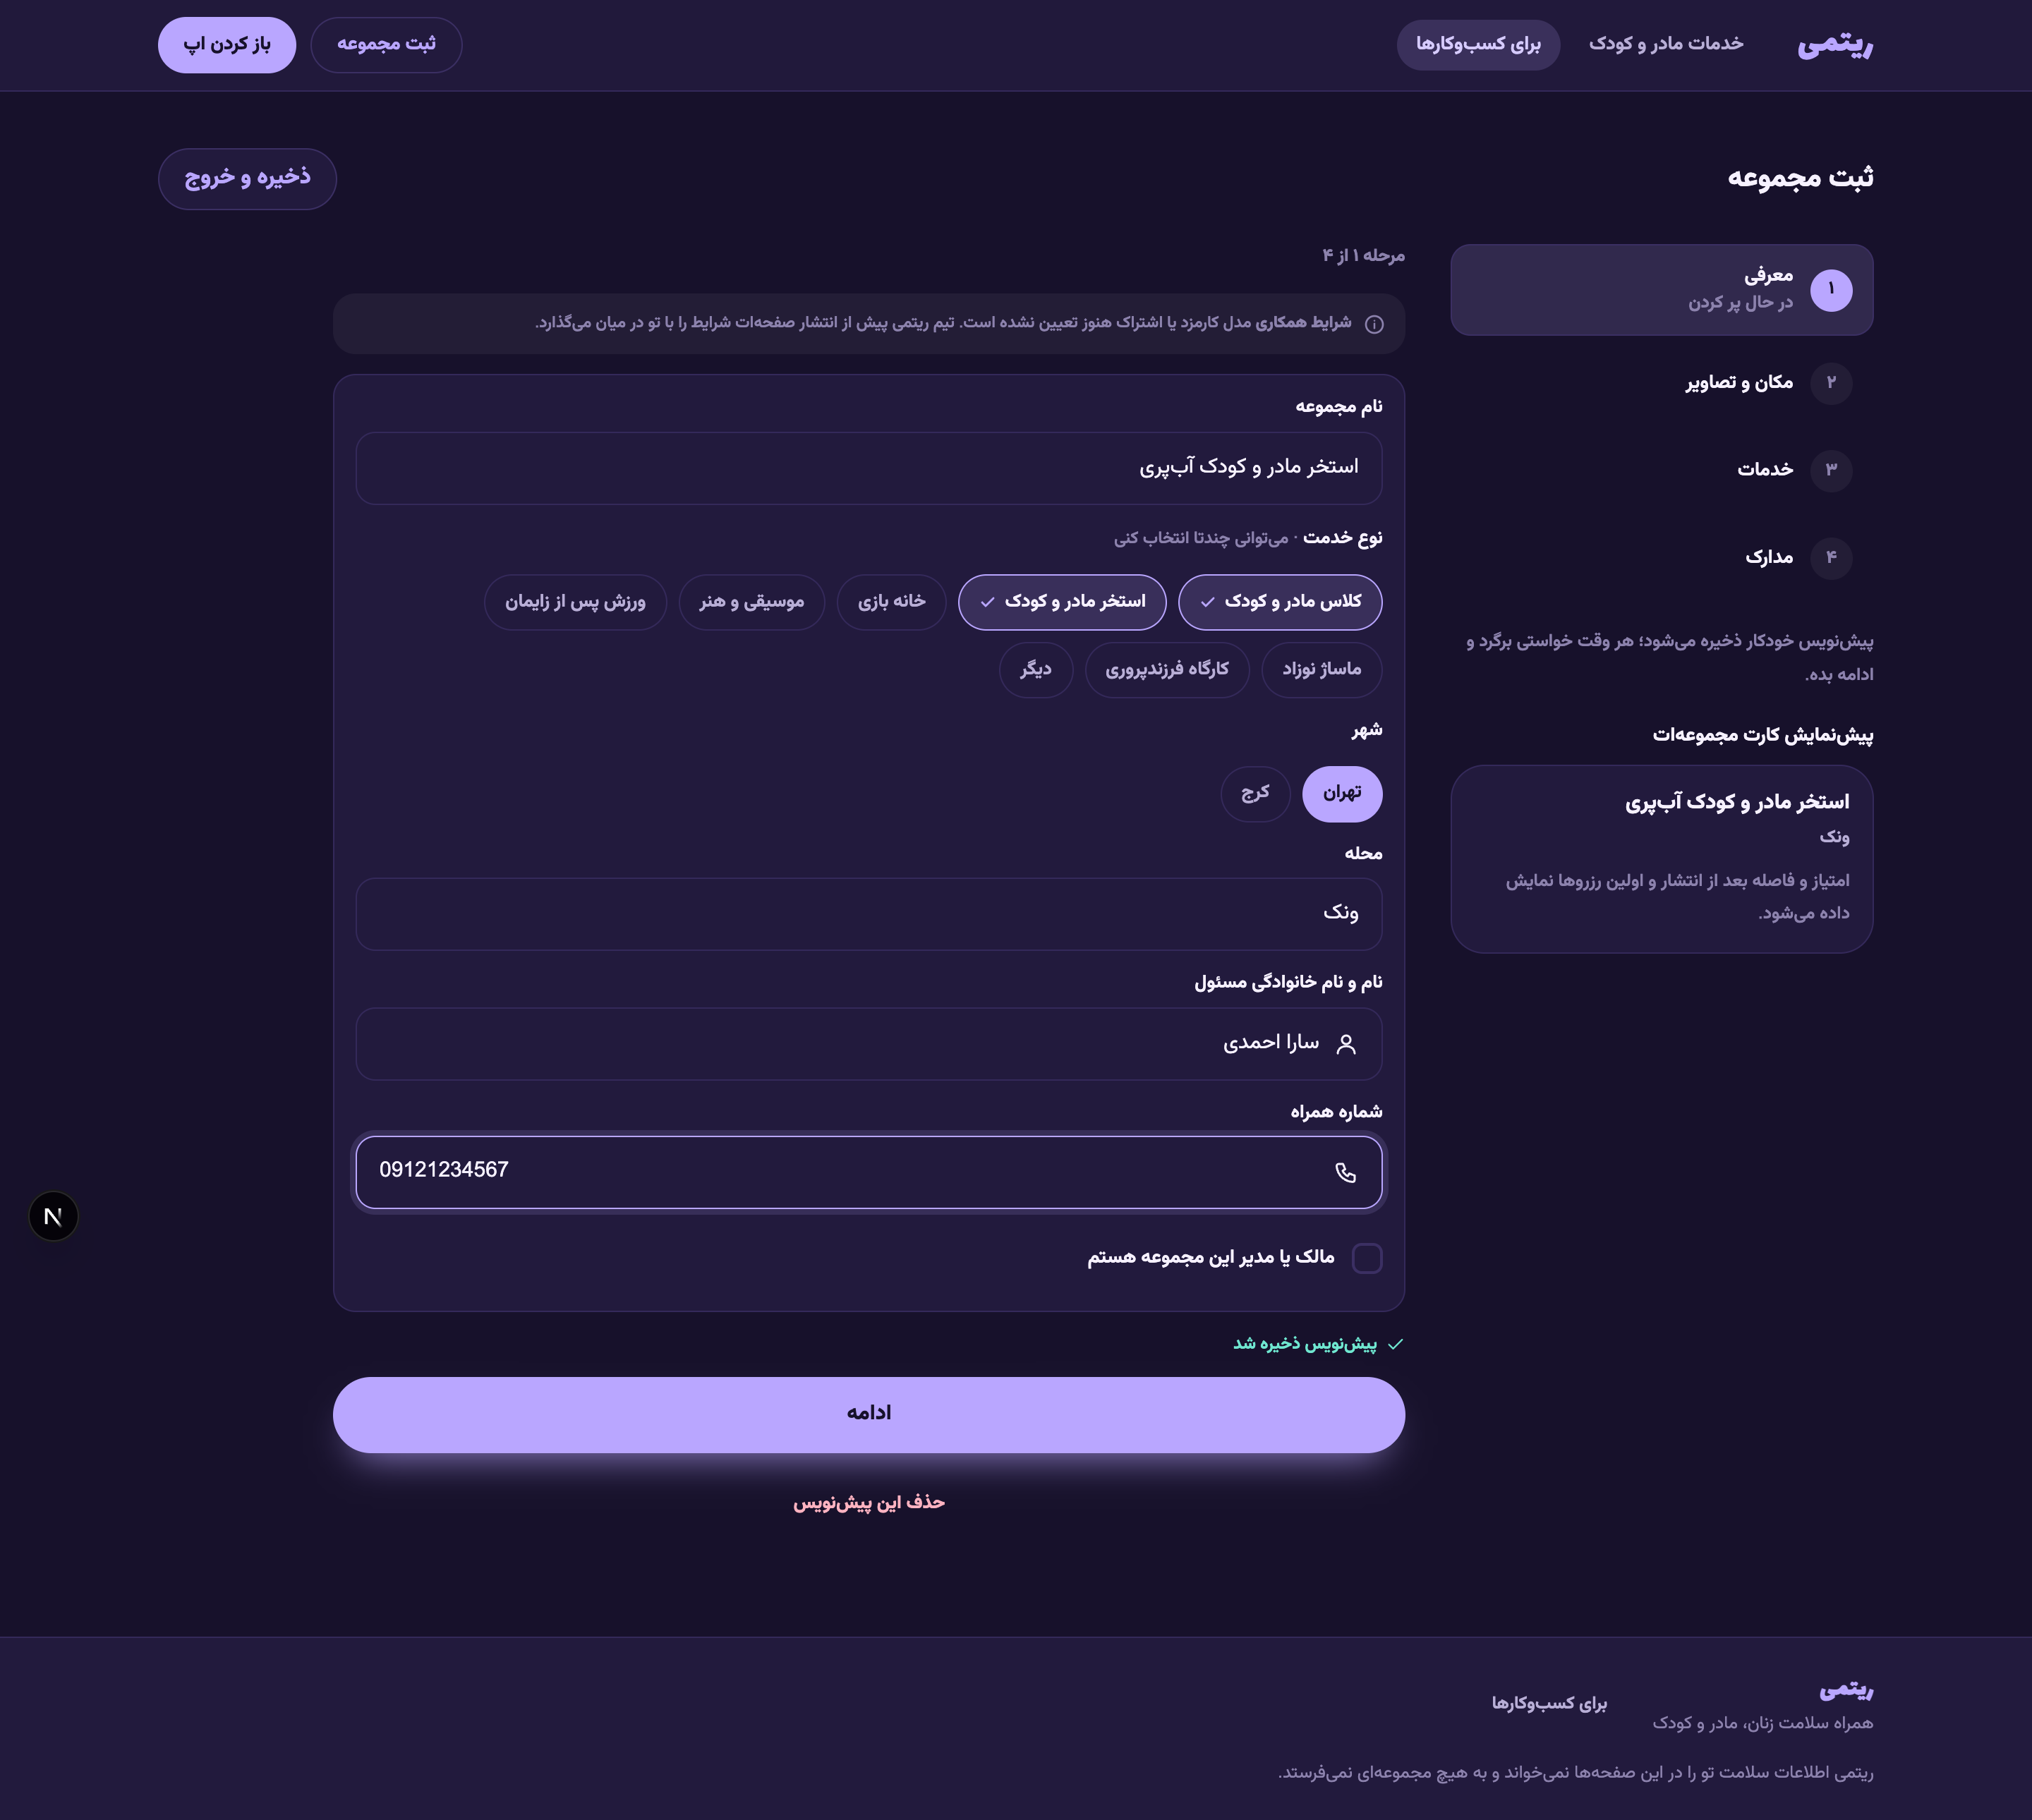 ریتمی
خدمات مادر و کودک
برای کسب‌وکارها
ثبت مجموعه
باز کردن اپ
ثبت مجموعه
ذخیره و خروج
۱
معرفی
در حال پر کردن
۲
مکان و تصاویر
۳
خدمات
۴
مدارک
پیش‌نویس خودکار ذخیره می‌شود؛ هر وقت خواستی برگرد و
ادامه بده.
پیش‌نمایش کارت مجموعه‌ات
استخر مادر و کودک آب‌پری
ونک
امتیاز و فاصله بعد از انتشار و اولین رزروها نمایش
داده می‌شود.
مرحله ۱ از ۴
شرایط همکاری مدل کارمزد یا اشتراک هنوز تعیین نشده است. تیم ریتمی پیش از انتشار صفحه‌ات شرایط را با تو در میان می‌گذارد.
نام مجموعه
استخر مادر و کودک آب‌پری
نوع خدمت · می‌توانی چندتا انتخاب کنی
کلاس مادر و کودک
استخر مادر و کودک
خانه بازی
موسیقی و هنر
ورزش پس از زایمان
ماساژ نوزاد
کارگاه فرزندپروری
دیگر
شهر
تهران
کرج
محله
ونک
نام و نام خانوادگی مسئول
سارا احمدی
شماره همراه
09121234567
مالک یا مدیر این مجموعه هستم
پیش‌نویس ذخیره شد
ادامه
حذف این پیش‌نویس
N
ریتمی
همراه سلامت زنان، مادر و کودک
برای کسب‌وکارها
ریتمی اطلاعات سلامت تو را در این صفحه‌ها نمی‌خواند و به هیچ مجموعه‌ای نمی‌فرستد.